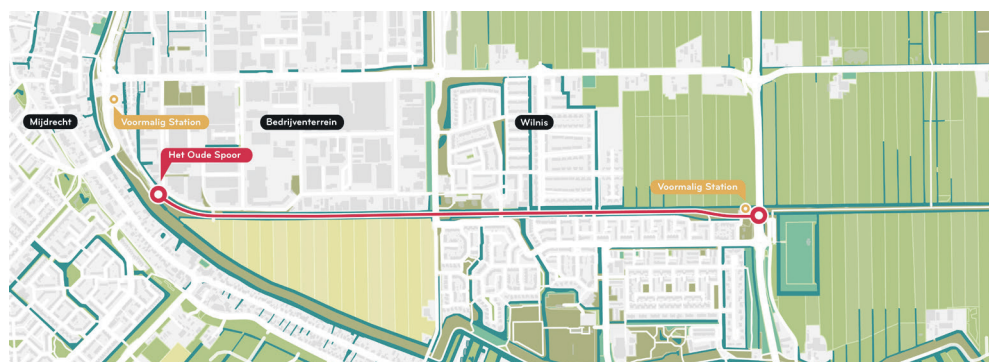 Mijdrecht
Voormalig Station
Bedrijventerrein
Wilnis
Het Oude Spoor
Voormalig Station